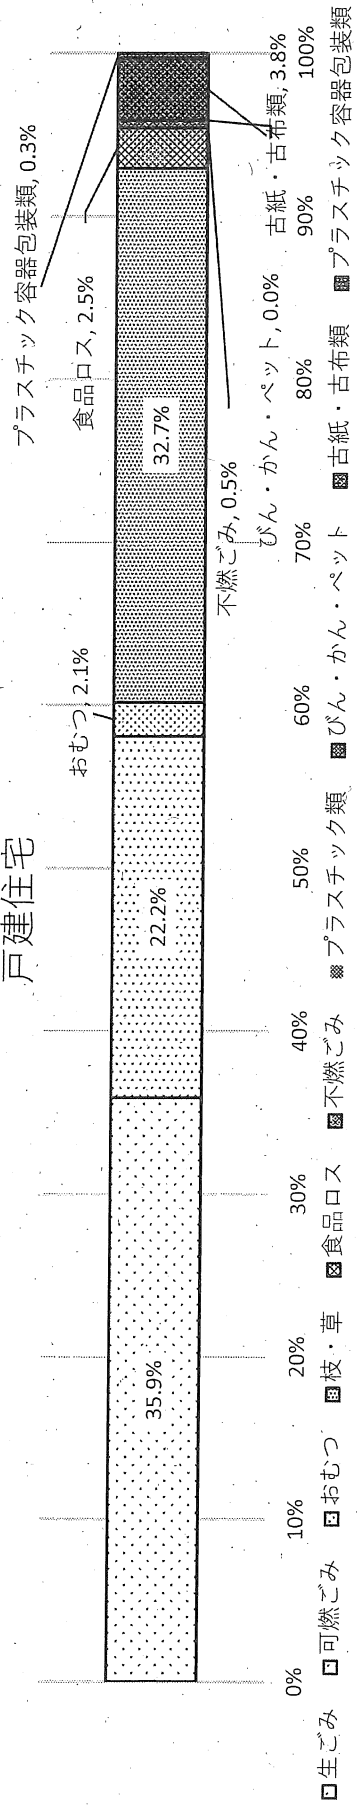 戸建住宅
プラスチック容器包装類, 0.3%
食品ロス, 2.5%
おむつ, 2.1%
35.9%
22.2%
32.7%
不燃ごみ, 0.5%
びん・かん・ペット, 0.0%
古紙・古布類, 3.8%
0% 10% 20% 30% 40% 50% 60% 70% 80% 90% 100%
生ごみ 可燃ごみ おむつ 枝・草 食品ロス 不燃ごみ プラスチック類 びん・かん・ペット 古紙・古布類 プラスチック容器包装類